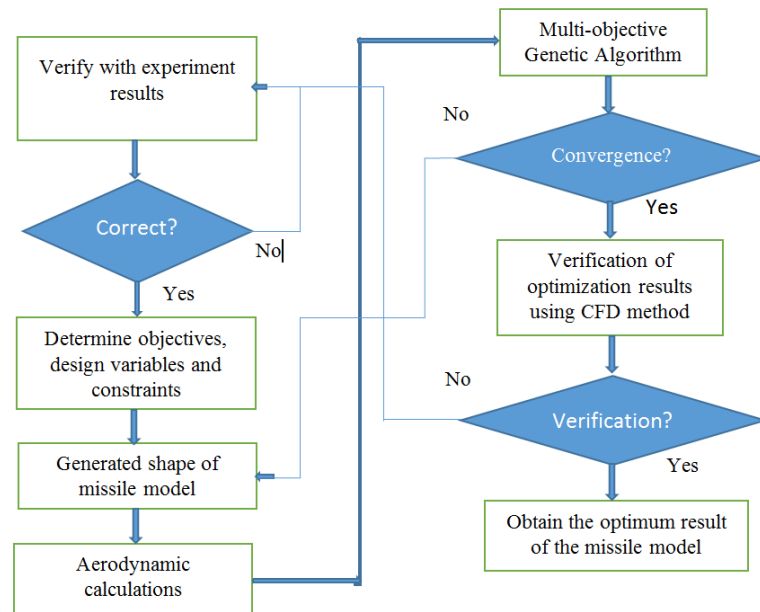 Verify with experiment
results
Correct?
No
Yes
Determine objectives,
design variables and
constraints
Generated shape of
missile model
Aerodynamic
calculations
Multi-objective
Genetic Algorithm
No
Convergence?
Yes
Verification of
optimization results
using CFD method
No
Verification?
Yes
Obtain the optimum result
of the missile model